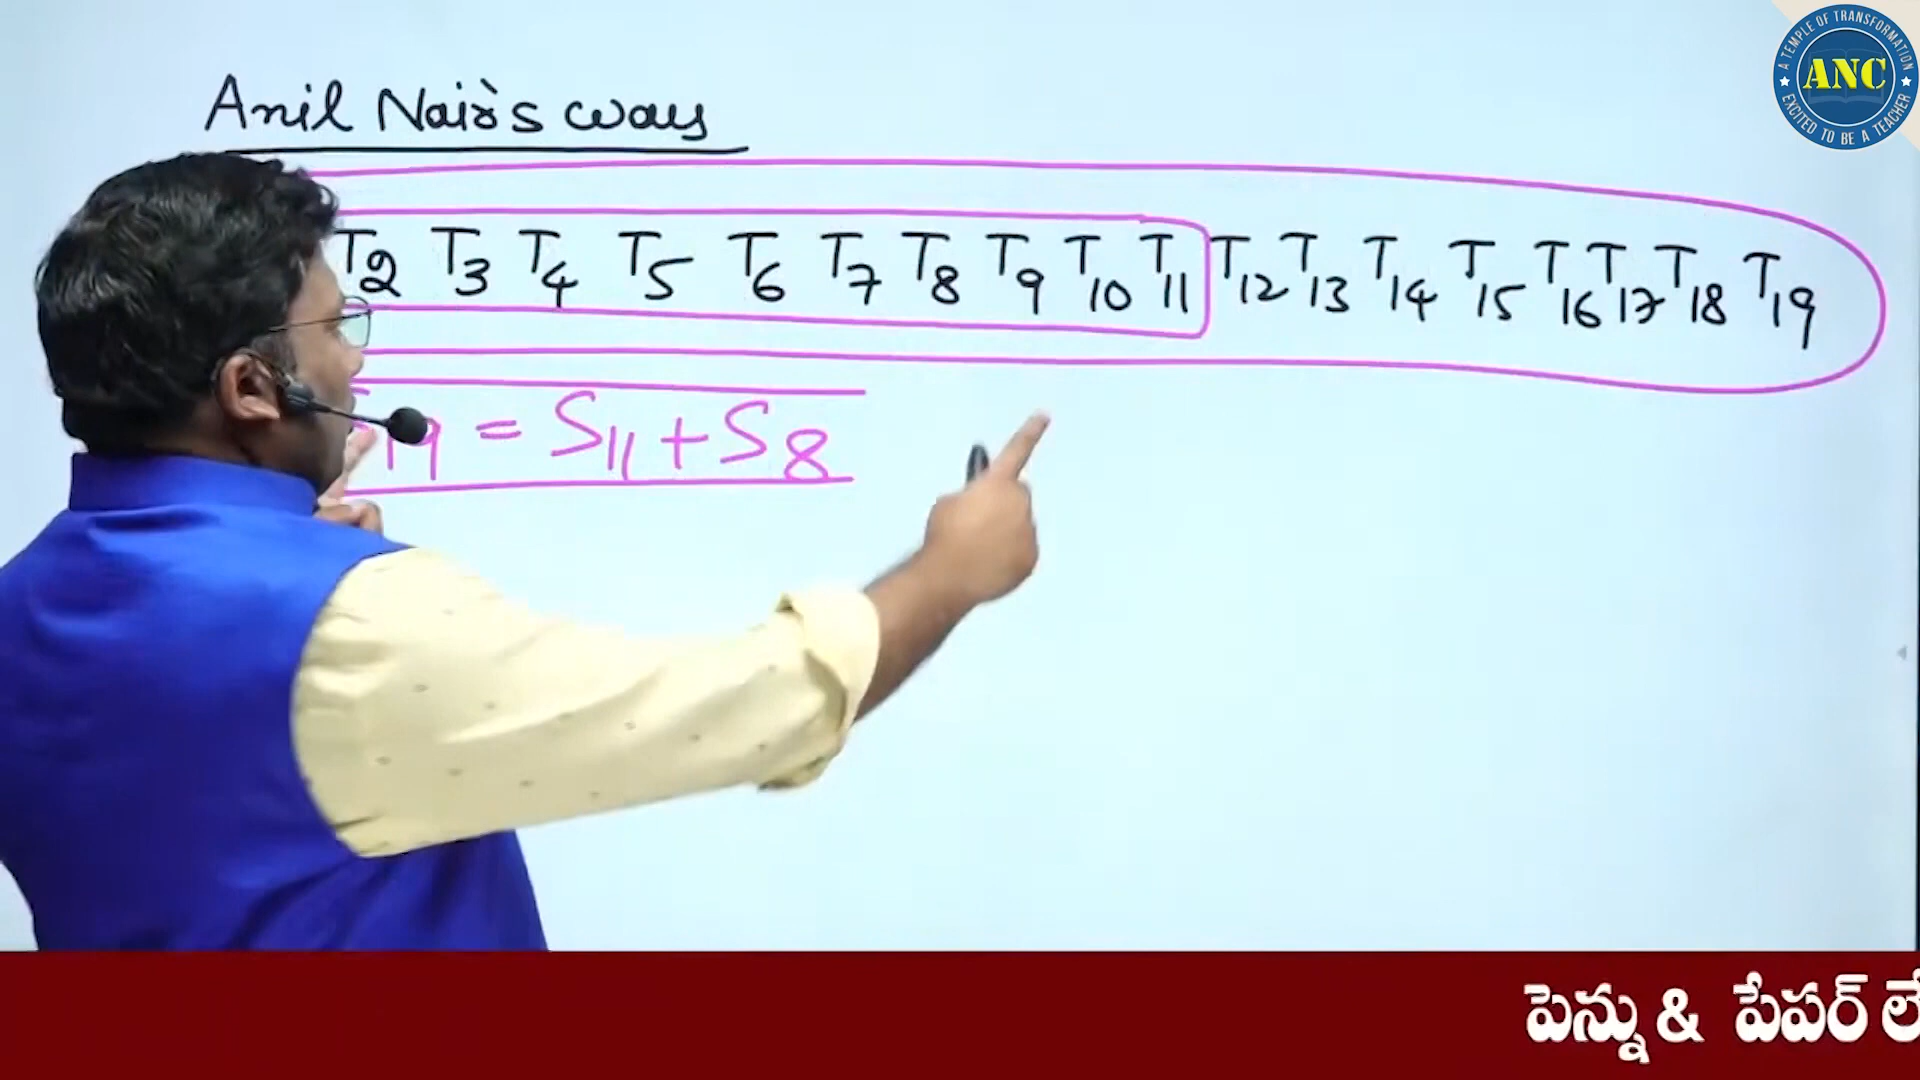 A TEMPLE OF TRANSFORMATION
ANC
EXCITED TO BE A TEACHER
Anil Nair's way
T2 T3 T4 T5 T6 T7 T8 T9 T10 T11 T12 T13 T14 T15 T16 T17 T18 T19
19 = S11 + S8
పెన్ను & పేపర్ లే